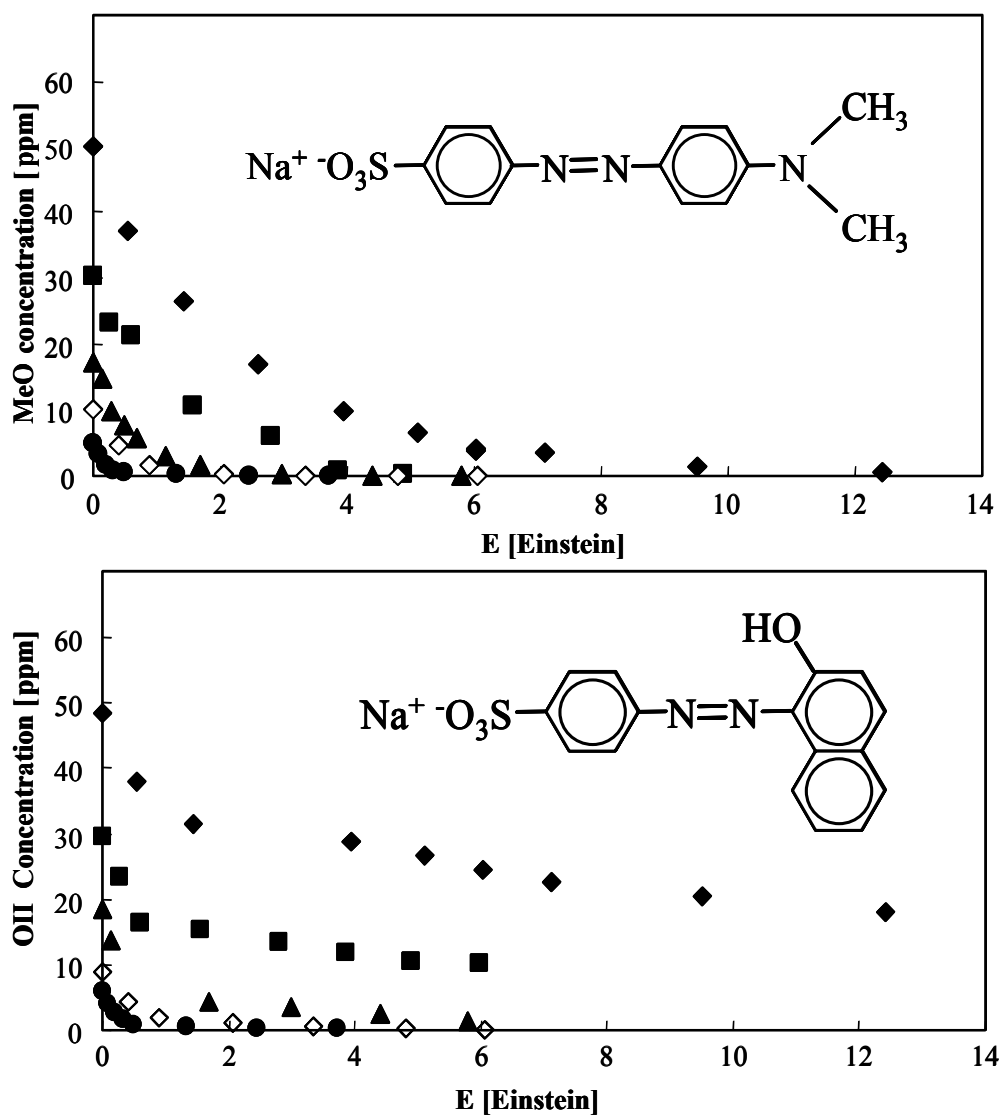 MeO concentration [ppm]
60
50
40
30
20
10
0
0 2 4 6 8 10 12 14
E [Einstein]
Na+ -O3S N=N N CH3
CH3
OII Concentration [ppm]
60
50
40
30
20
10
0
0 2 4 6 8 10 12 14
E [Einstein]
HO
Na+ -O3S N=N